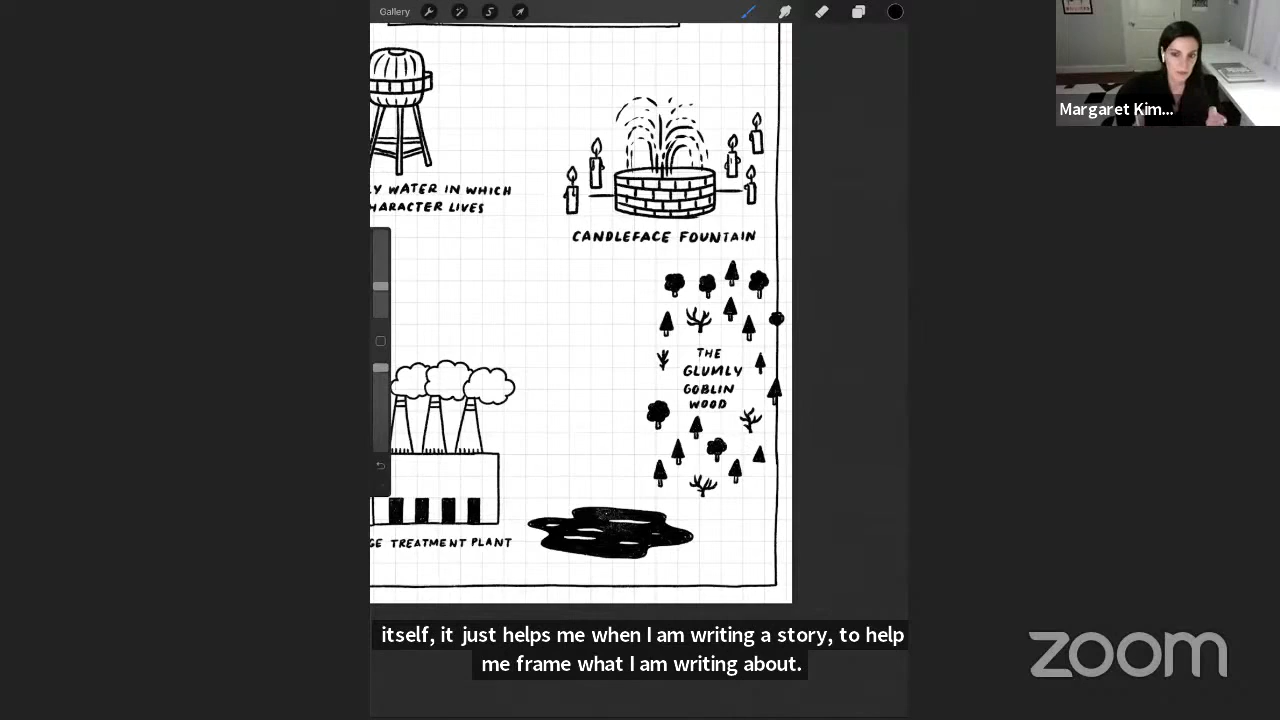 Gallery
Margaret Kim...
Y WATER IN WHICH
HARACTER LIVES
CANDLEFACE FOUNTAIN
THE
GLUMLY
GOBLIN
WOOD
GE TREATMENT PLANT
itself, it just helps me when I am writing a story, to help
me frame what I am writing about.
zoom